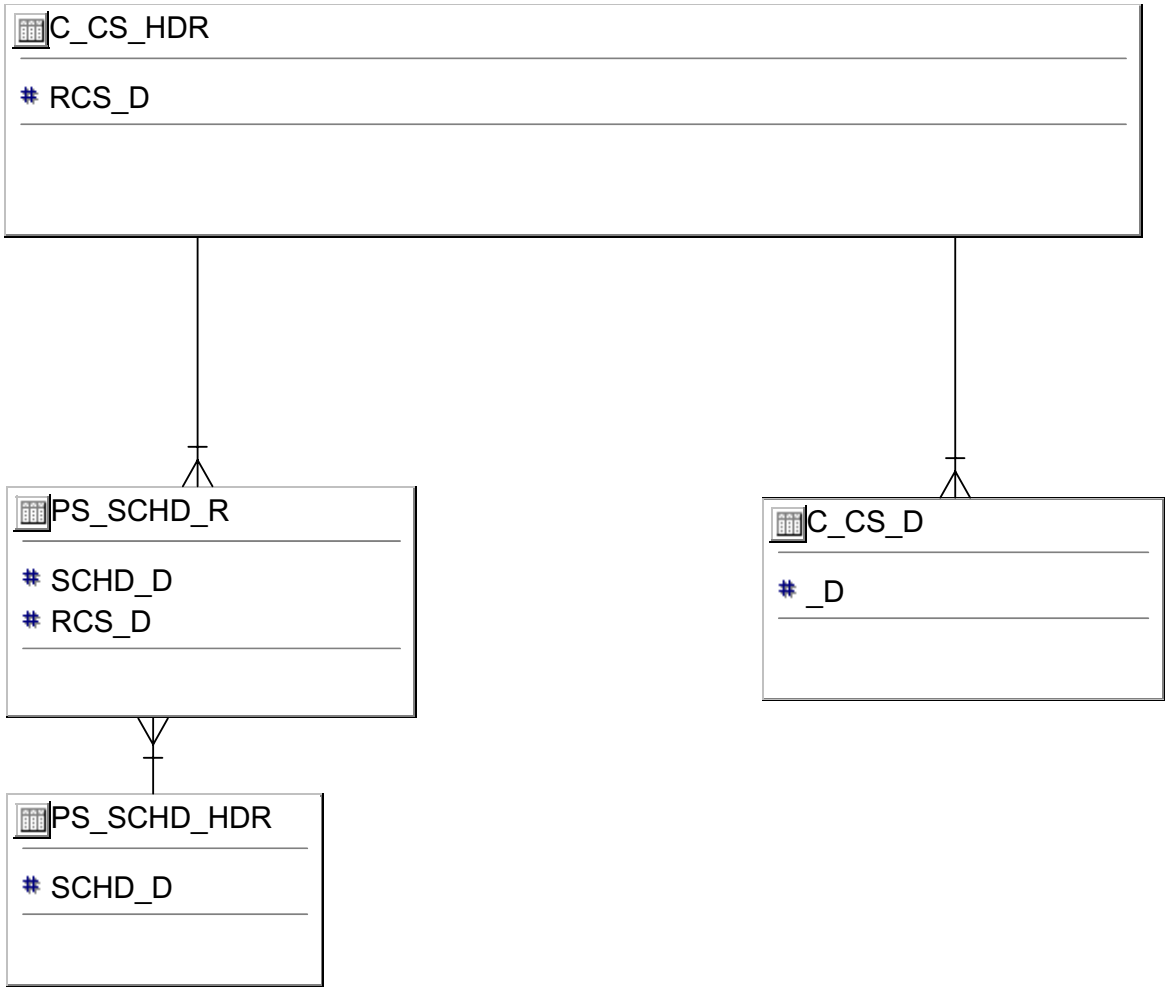 C_CS_HDR
# RCS_D
PS_SCHD_R
# SCHD_D
# RCS_D
C_CS_D
# _D
PS_SCHD_HDR
# SCHD_D